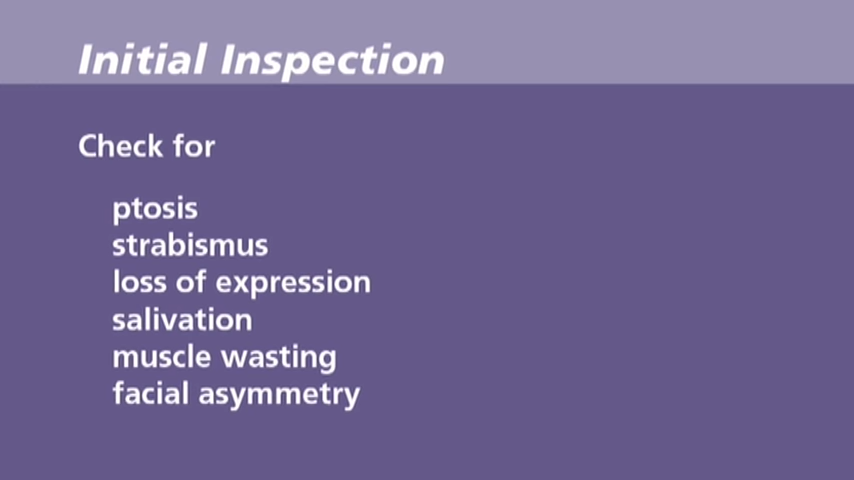 Initial Inspection
Check for
ptosis
strabismus
loss of expression
salivation
muscle wasting
facial asymmetry